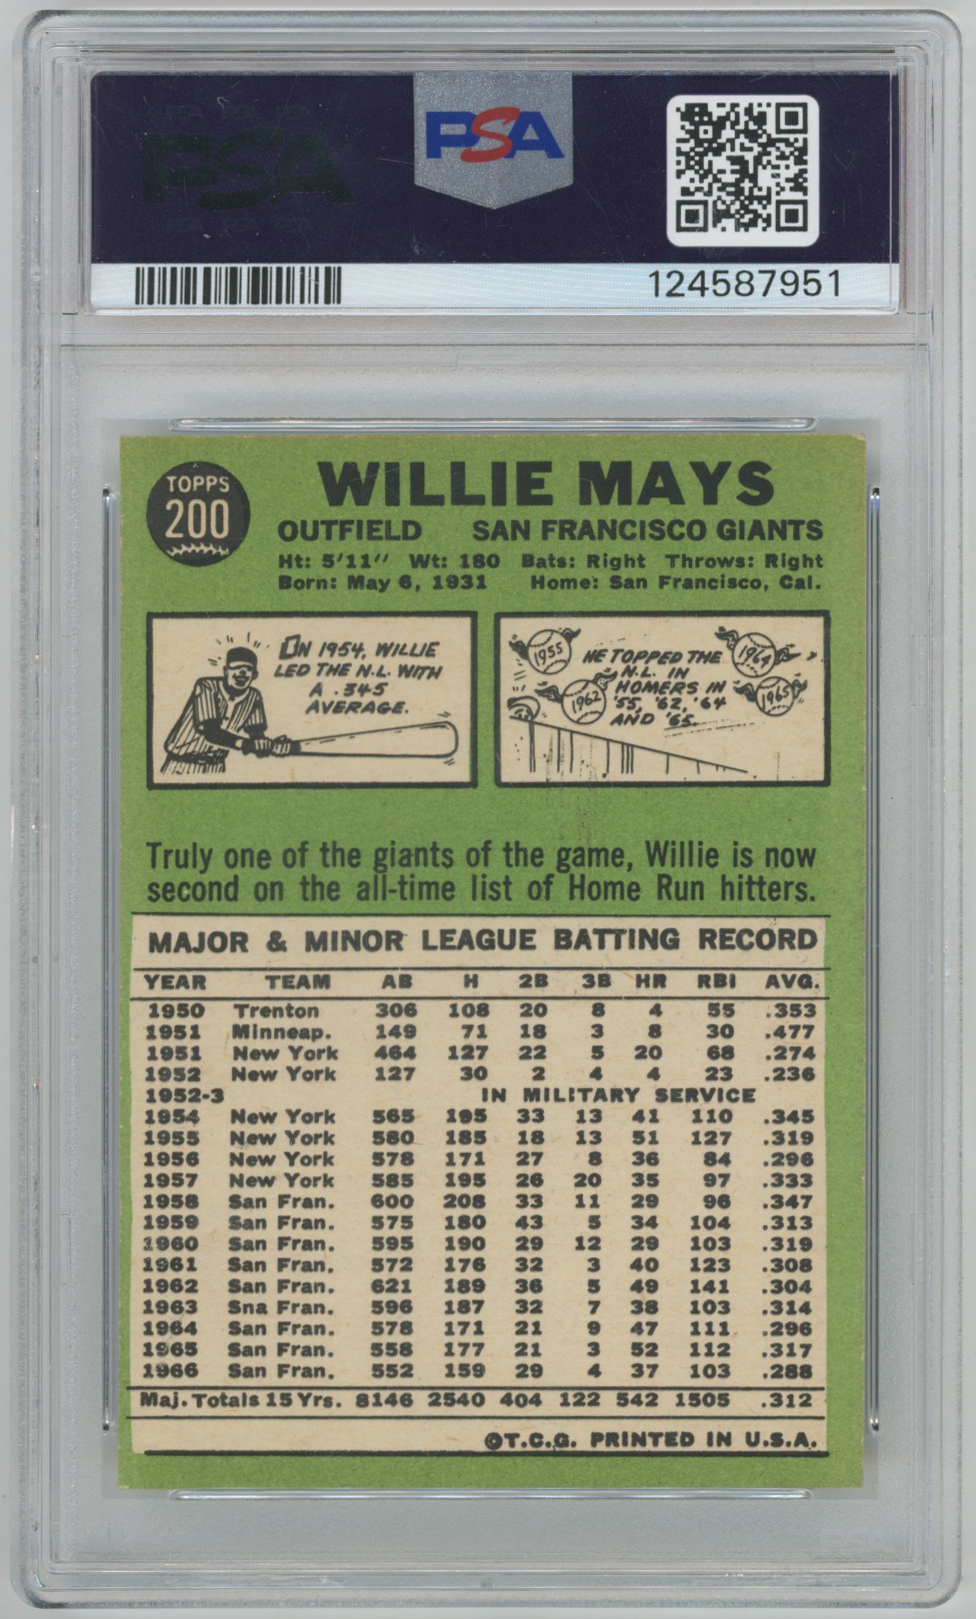 PSA
PSA
124587951
TOPPS
200
WILLIE MAYS
OUTFIELD SAN FRANCISCO GIANTS
Ht: 5'11" Wt: 180 Bats: Right Throws: Right
Born: May 6, 1931 Home: San Francisco, Cal.
ON 1954, WILLIE
LED THE N.L. WITH
A .345
AVERAGE.
1955
HE TOPPED THE
N.L. IN
HOMERS IN
'55, '62, '64
AND '65.
1964
1962
1965
Truly one of the giants of the game, Willie is now
second on the all-time list of Home Run hitters.
MAJOR & MINOR LEAGUE BATTING RECORD
YEAR TEAM AB H 2B 3B HR RBI AVG.
1950 Trenton 306 108 20 8 4 55 .353
1951 Minneap. 149 71 18 3 8 30 .477
1951 New York 464 127 22 5 20 68 .274
1952 New York 127 30 2 4 4 23 .236
1952-3 IN MILITARY SERVICE
1954 New York 565 195 33 13 41 110 .345
1955 New York 580 185 18 13 51 127 .319
1956 New York 578 171 27 8 36 84 .296
1957 New York 585 195 26 20 35 97 .333
1958 San Fran. 600 208 33 11 29 96 .347
1959 San Fran. 575 180 43 5 34 104 .313
1960 San Fran. 595 190 29 12 29 103 .319
1961 San Fran. 572 176 32 3 40 123 .308
1962 San Fran. 621 189 36 5 49 141 .304
1963 Sna Fran. 596 187 32 7 38 103 .314
1964 San Fran. 578 171 21 9 47 111 .296
1965 San Fran. 558 177 21 3 52 112 .317
1966 San Fran. 552 159 29 4 37 103 .288
Maj. Totals 15 Yrs. 8146 2540 404 122 542 1505 .312
©T.C.G. PRINTED IN U.S.A.